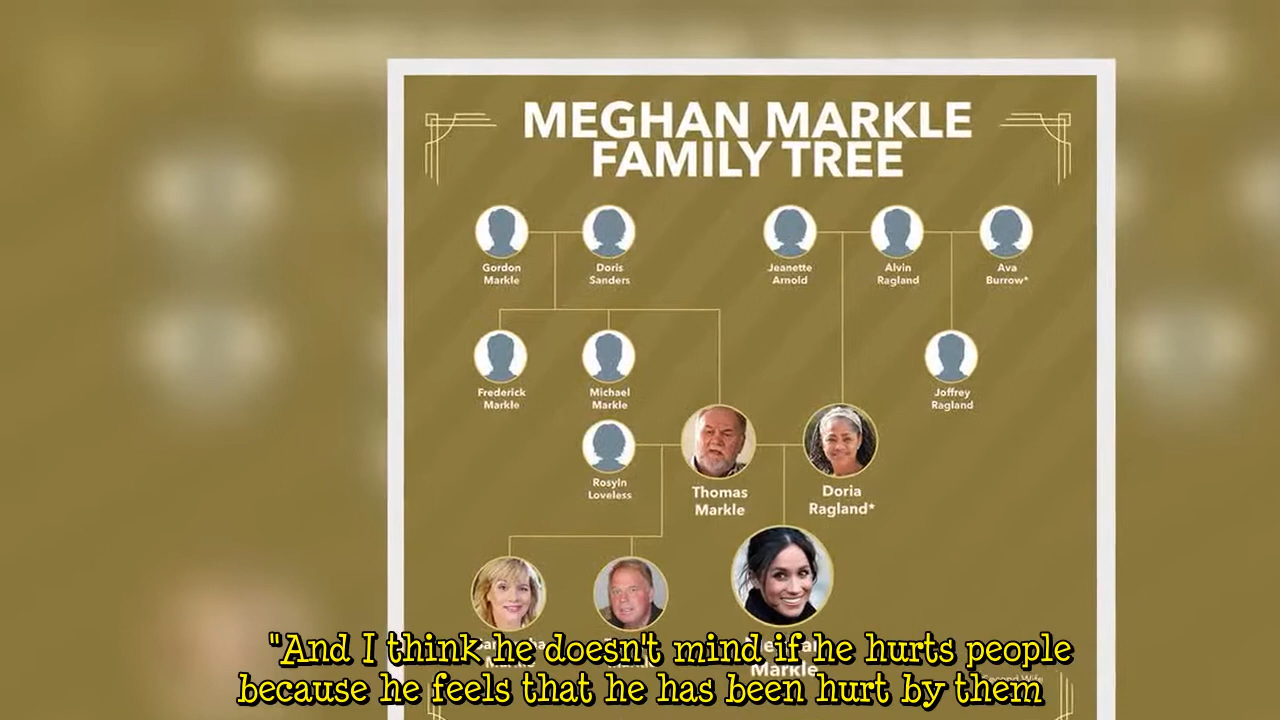 MEGHAN MARKLE
FAMILY TREE
Gordon
Markle
Doris
Sanders
Jeanette
Arnold
Alvin
Ragland
Ava
Burrow*
Frederick
Markle
Michael
Markle
Joffrey
Ragland
Rosyln
Loveless
Thomas
Markle
Doria
Ragland*
Markle
"And I think he doesn't mind if he hurts people
because he feels that he has been hurt by them